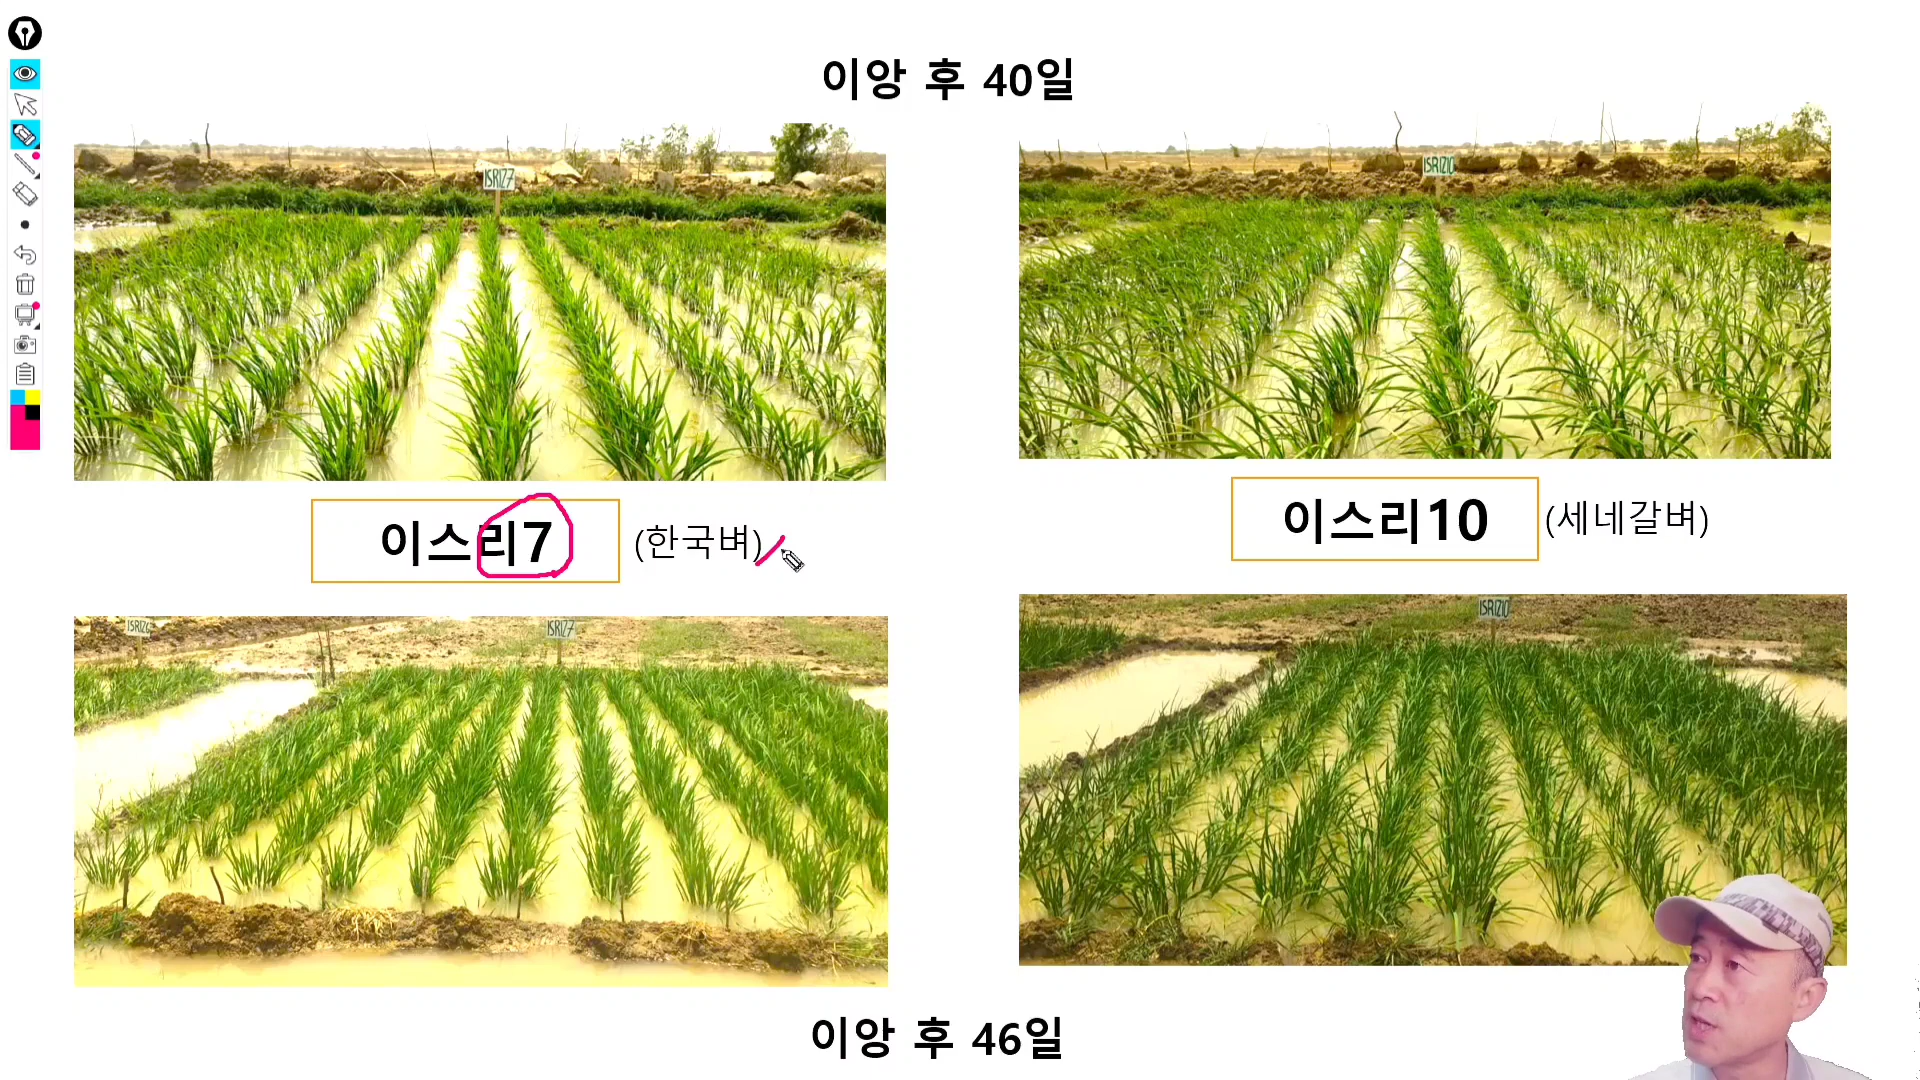 이앙 후 40일
ISRIZ7
ISRIZ10
이스리7 (한국벼)
이스리10 (세네갈벼)
ISRIZ6
ISRIZ7
ISRIZ10
이앙 후 46일